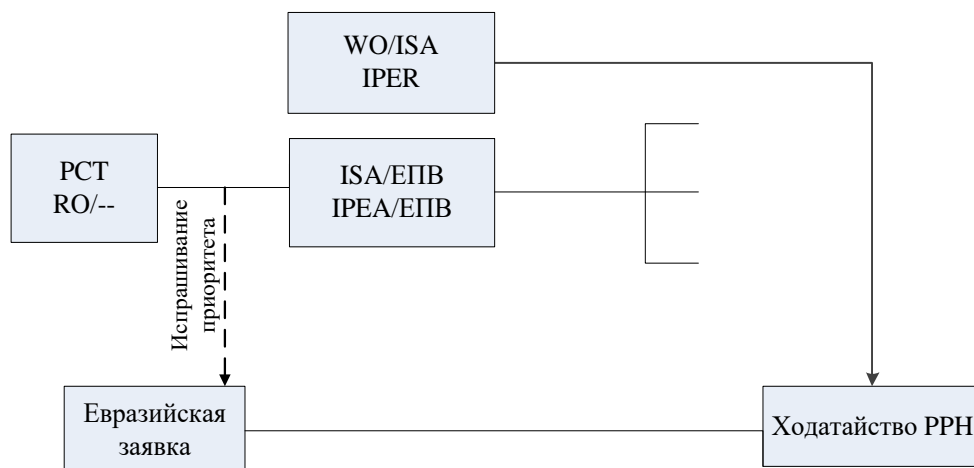 WO/ISA
IPER
PCT
RO/--
ISA/ЕПВ
IPEA/ЕПВ
Испрашивание
приоритета
Евразийская
заявка
Ходатайство PPH